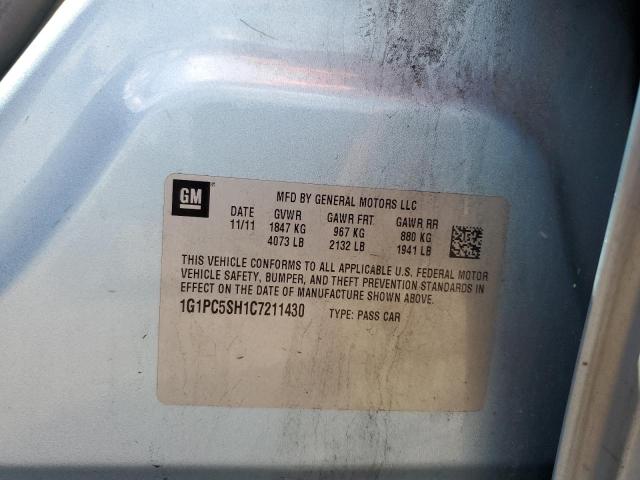 GM
MFD BY GENERAL MOTORS LLC
DATE GVWR GAWR FRT. GAWR RR
11/11 1847 KG 967 KG 880 KG
4073 LB 2132 LB 1941 LB
THIS VEHICLE CONFORMS TO ALL APPLICABLE U.S. FEDERAL MOTOR
VEHICLE SAFETY, BUMPER, AND THEFT PREVENTION STANDARDS IN
EFFECT ON THE DATE OF MANUFACTURE SHOWN ABOVE.
1G1PC5SH1C7211430 TYPE: PASS CAR